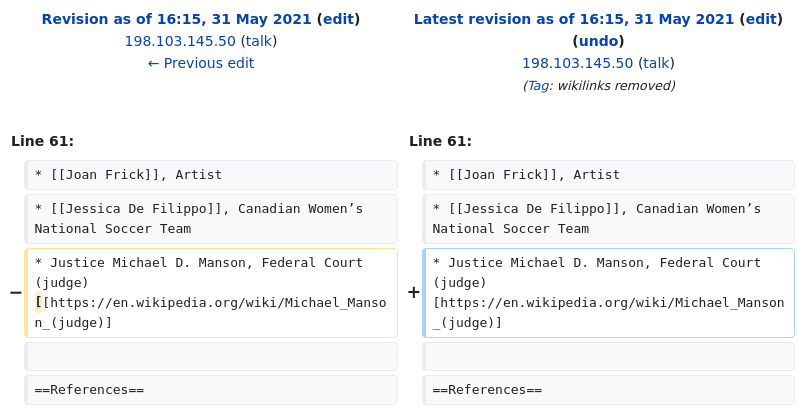 Revision as of 16:15, 31 May 2021 (edit)
198.103.145.50 (talk)
← Previous edit
Latest revision as of 16:15, 31 May 2021 (edit)
(undo)
198.103.145.50 (talk)
(Tag: wikilinks removed)
Line 61:
Line 61:
* [[Joan Frick]], Artist
* [[Joan Frick]], Artist
* [[Jessica De Filippo]], Canadian Women’s
National Soccer Team
* [[Jessica De Filippo]], Canadian Women’s
National Soccer Team
−
* Justice Michael D. Manson, Federal Court
(judge)
[[https://en.wikipedia.org/wiki/Michael_Manso
n_(judge)]
+
* Justice Michael D. Manson, Federal Court
(judge)
[https://en.wikipedia.org/wiki/Michael_Manson
_(judge)]
==References==
==References==